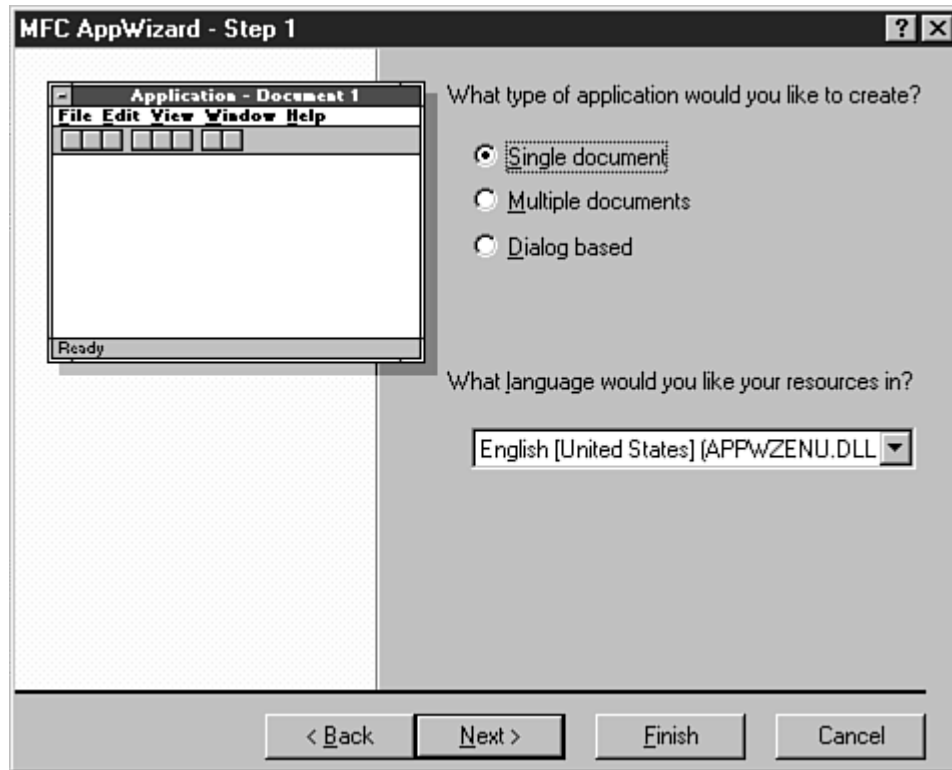 MFC AppWizard - Step 1
Application - Document 1
File Edit View Window Help
Ready
What type of application would you like to create?
Single document
Multiple documents
Dialog based
What language would you like your resources in?
English [United States] (APPWZENU.DLL
< Back
Next >
Finish
Cancel